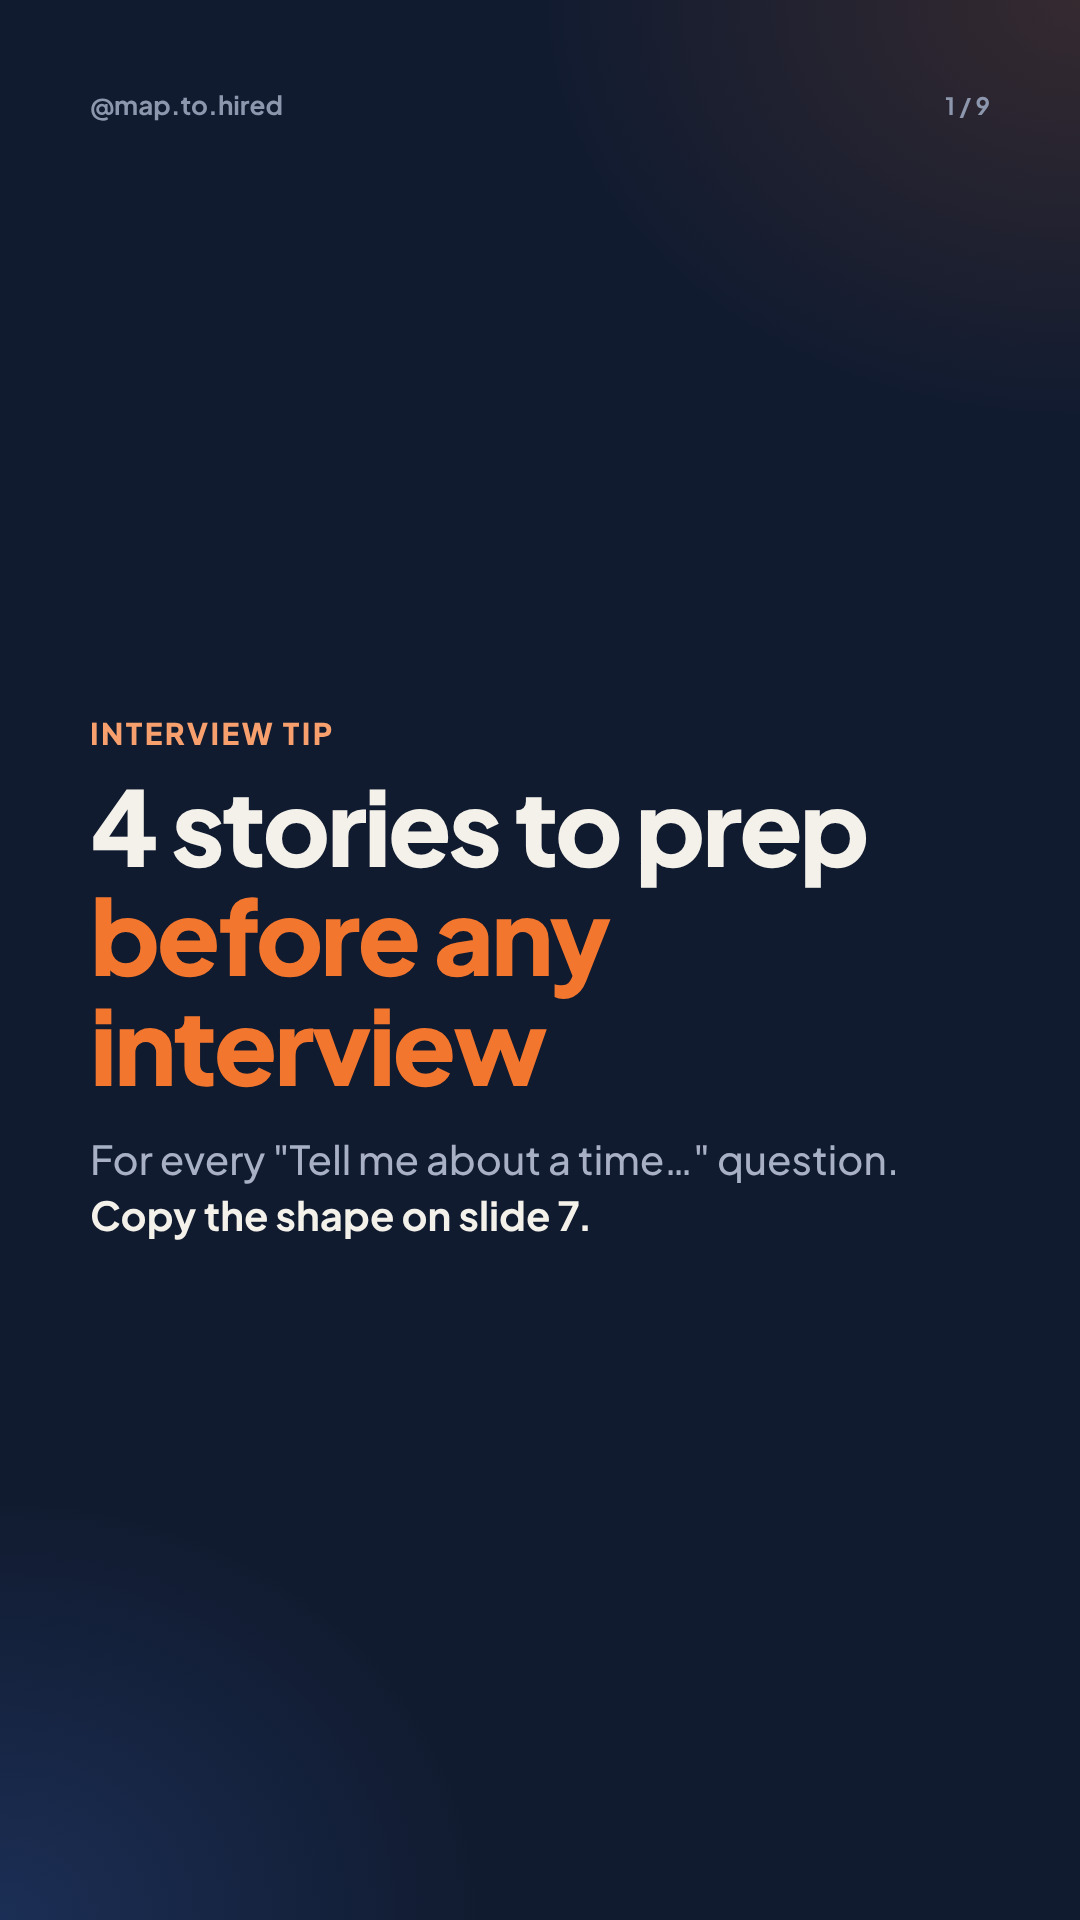 @map.to.hired
1 / 9
INTERVIEW TIP
4 stories to prep
before any
interview
For every "Tell me about a time…" question.
Copy the shape on slide 7.